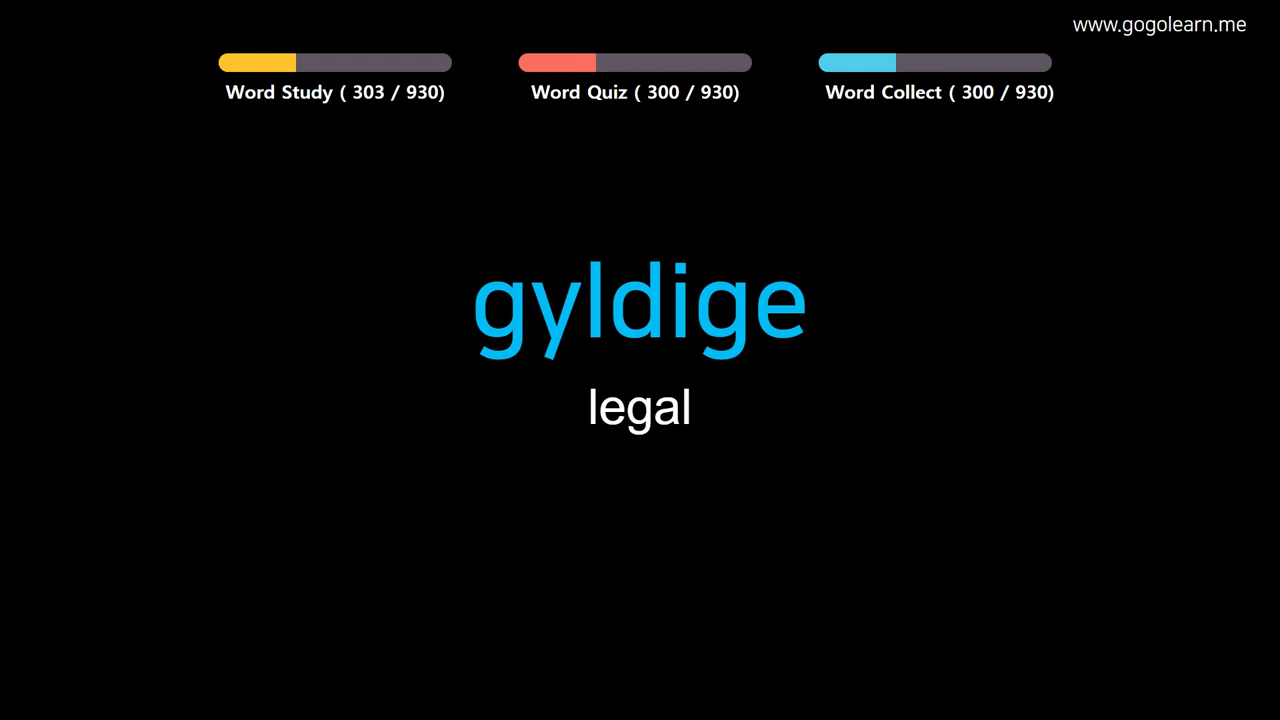 www.gogolearn.me
Word Study ( 303 / 930)
Word Quiz ( 300 / 930)
Word Collect ( 300 / 930)
gyldige
legal